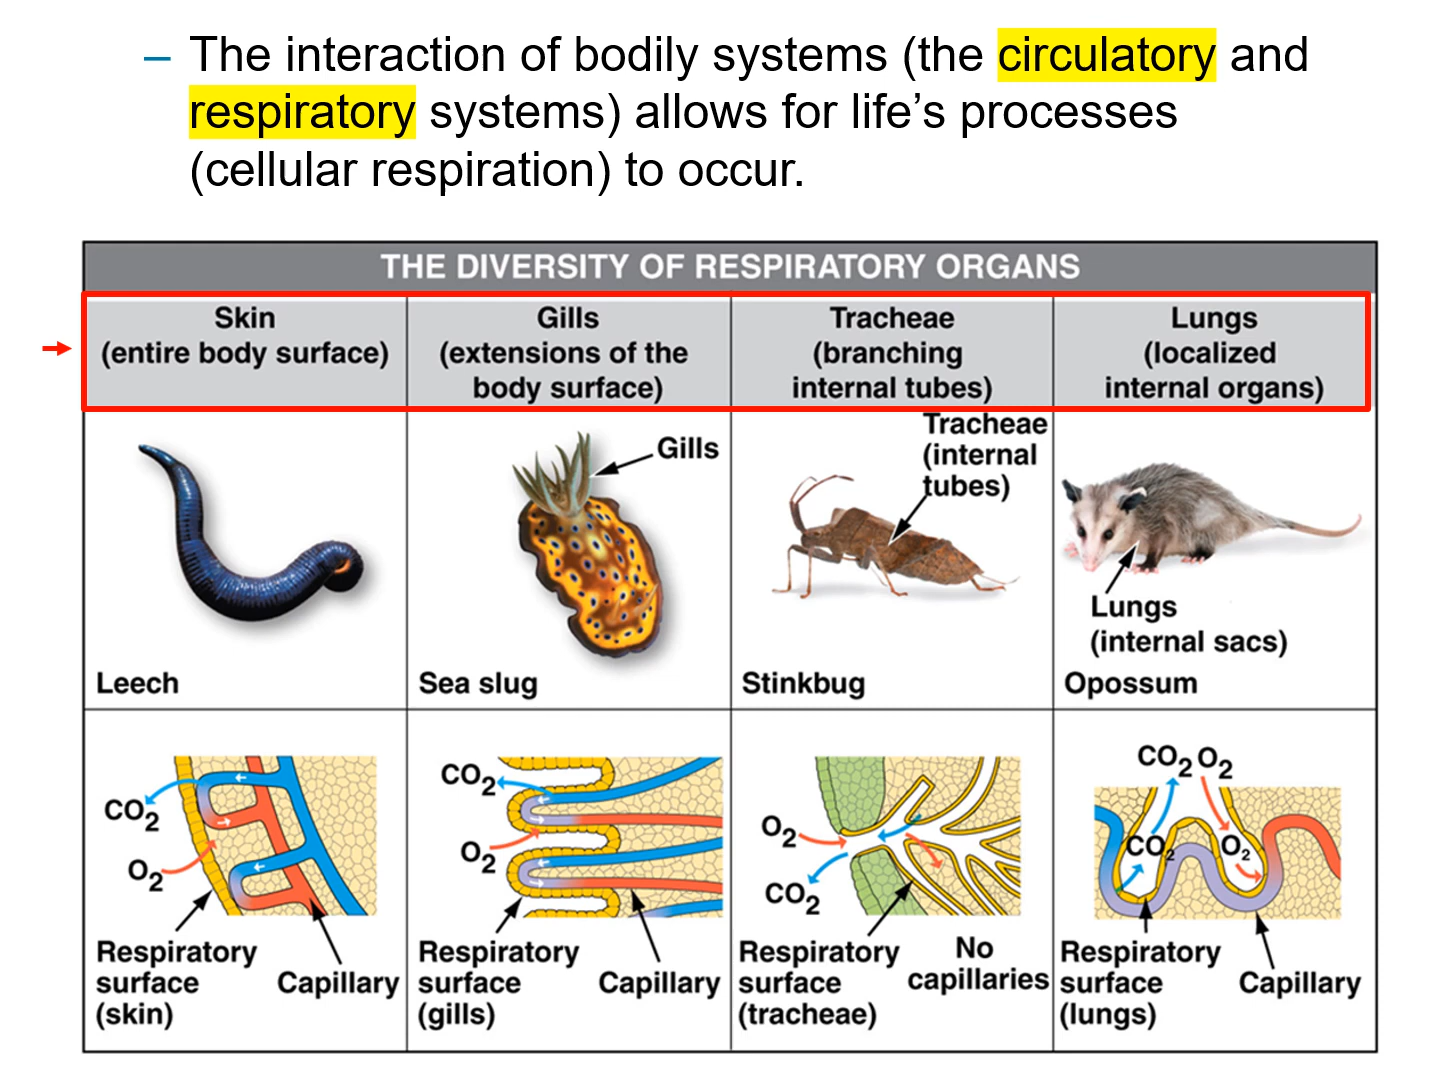 – The interaction of bodily systems (the circulatory and
respiratory systems) allows for life’s processes
(cellular respiration) to occur.
THE DIVERSITY OF RESPIRATORY ORGANS
Skin
(entire body surface)
Gills
(extensions of the
body surface)
Tracheae
(branching
internal tubes)
Lungs
(localized
internal organs)
Leech
Gills
Sea slug
Tracheae
(internal
tubes)
Stinkbug
Lungs
(internal sacs)
Opossum
CO2
O2
Respiratory
surface
(skin)
Capillary
CO2
O2
Respiratory
surface
(gills)
Capillary
O2
CO2
Respiratory
surface
(tracheae)
No
capillaries
CO2 O2
CO2 O2
Respiratory
surface
(lungs)
Capillary